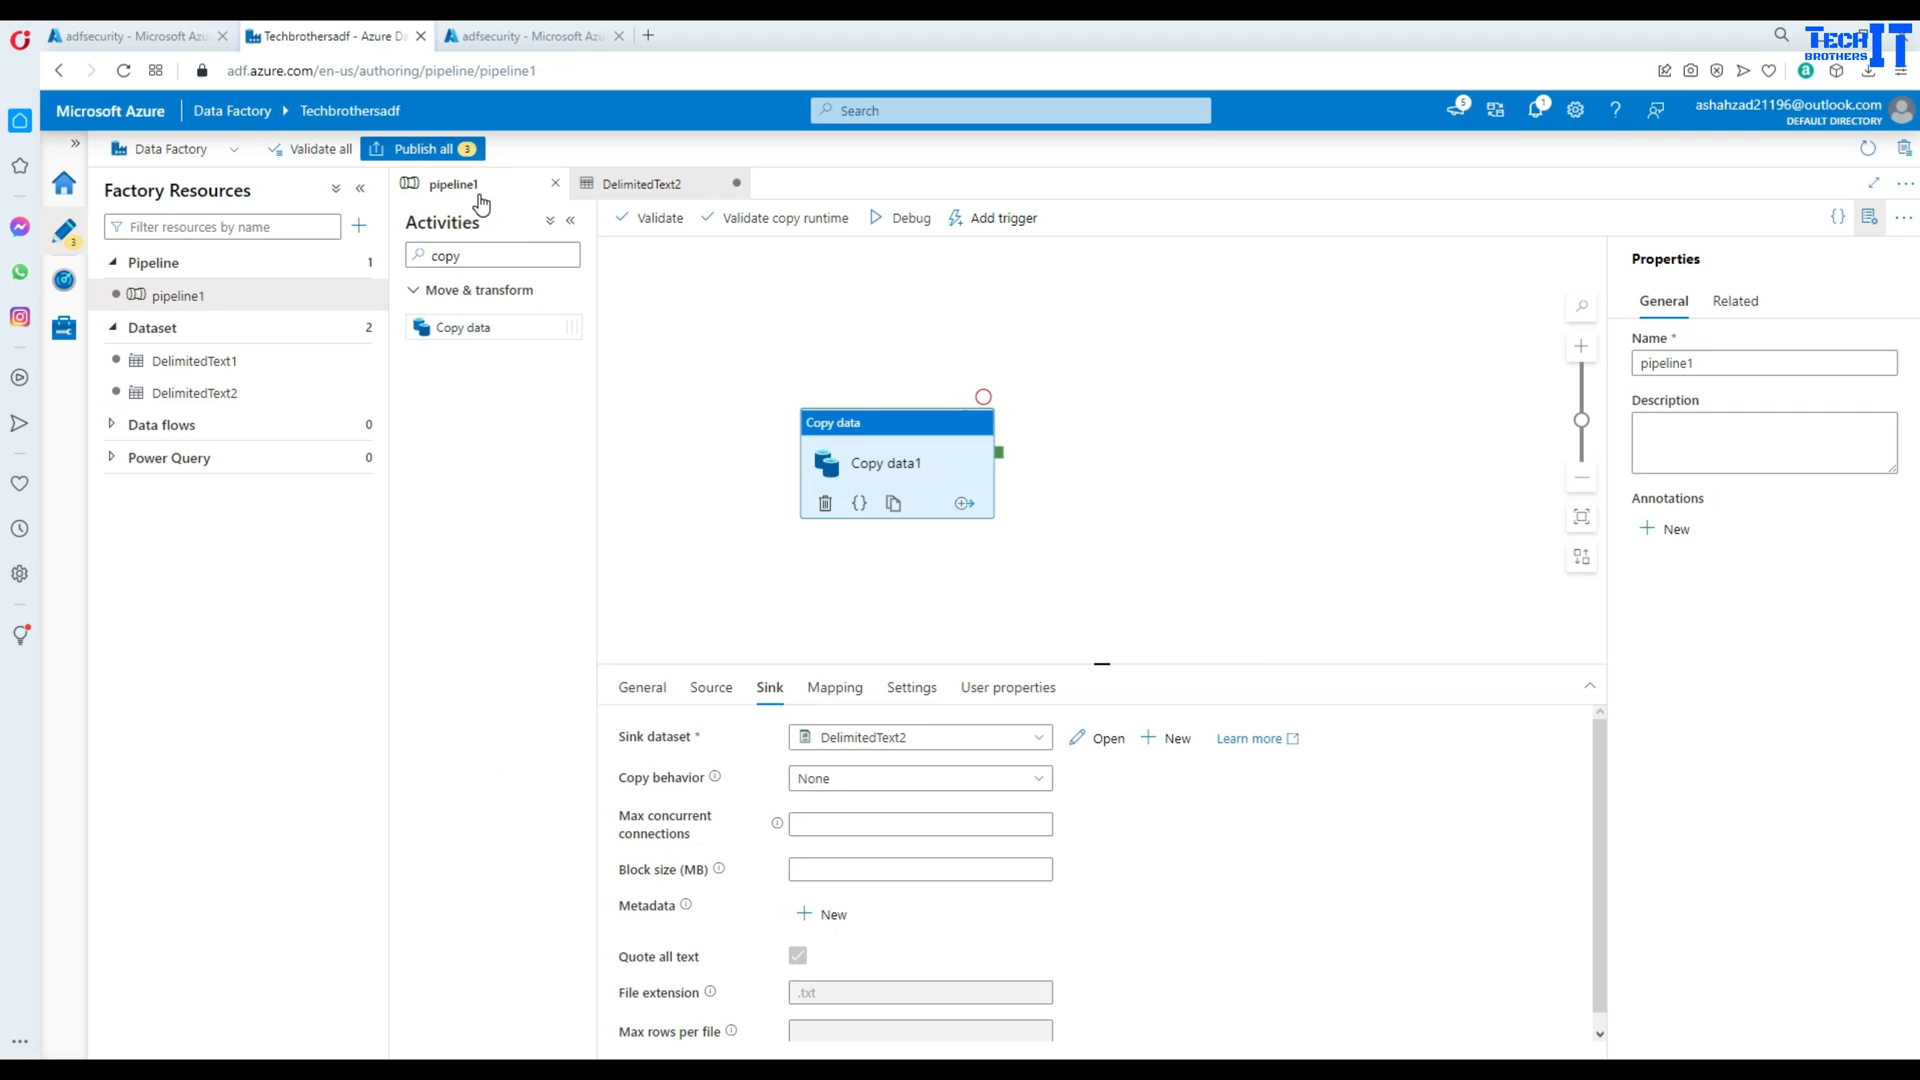 adfsecurity - Microsoft Azu
Techbrothersadf - Azure Da
adfsecurity - Microsoft Azu
TECH IT
BROTHERS
adf.azure.com/en-us/authoring/pipeline/pipeline1
Microsoft Azure
Data Factory
Techbrothersadf
Search
5
1
ashahzad21196@outlook.com
DEFAULT DIRECTORY
Data Factory
Validate all
Publish all
3
pipeline1
DelimitedText2
Factory Resources
Filter resources by name
Activities
copy
Validate
Validate copy runtime
Debug
Add trigger
3
Pipeline
1
pipeline1
Dataset
2
DelimitedText1
DelimitedText2
Data flows
0
Power Query
0
Move & transform
Copy data
Copy data
Copy data1
Properties
General
Related
Name *
pipeline1
Description
Annotations
New
General
Source
Sink
Mapping
Settings
User properties
Sink dataset *
DelimitedText2
Open
New
Learn more
Copy behavior
None
Max concurrent
connections
Block size (MB)
Metadata
New
Quote all text
File extension
.txt
Max rows per file